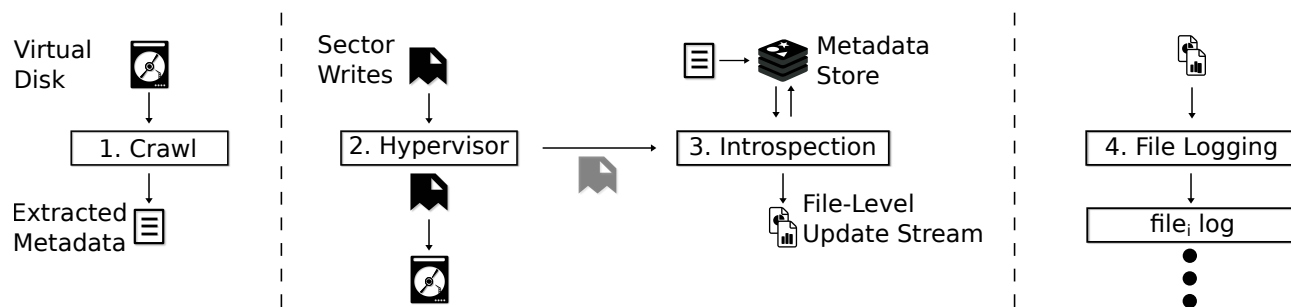 Virtual
Disk
1. Crawl
Extracted
Metadata
Sector
Writes
2. Hypervisor
Metadata
Store
3. Introspection
File-Level
Update Stream
4. File Logging
fileᵢ log